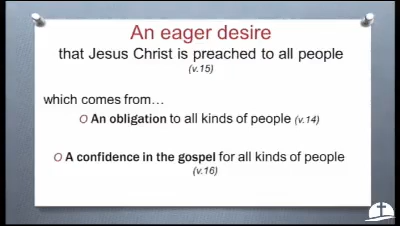 An eager desire
that Jesus Christ is preached to all people
(v.15)
which comes from…
O An obligation to all kinds of people (v.14)
O A confidence in the gospel for all kinds of people
(v.16)